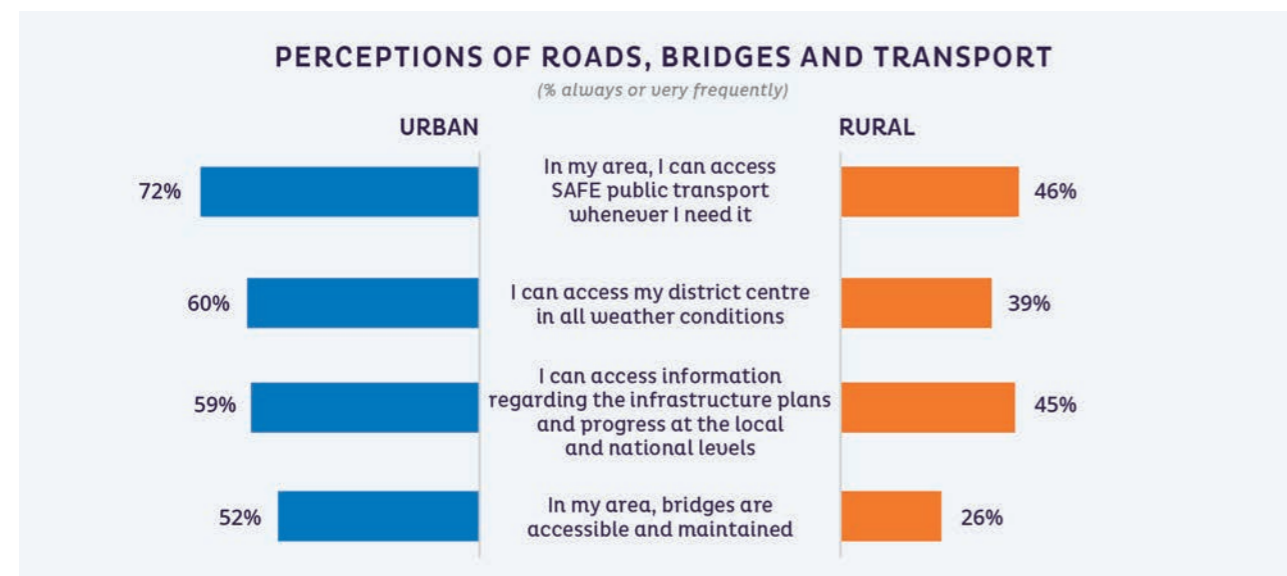 PERCEPTIONS OF ROADS, BRIDGES AND TRANSPORT
(% always or very frequently)
URBAN
RURAL
72%
In my area, I can access
SAFE public transport
whenever I need it
46%
60%
I can access my district centre
in all weather conditions
39%
59%
I can access information
regarding the infrastructure plans
and progress at the local
and national levels
45%
52%
In my area, bridges are
accessible and maintained
26%